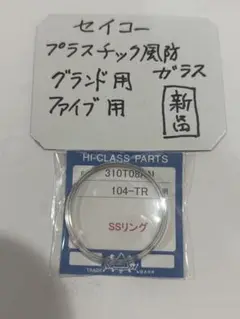 セイコー
プラスチック風防
グランド用 ガラス
ファイブ用 新品
HI-CLASS PARTS
310T08AN
104-TR
SSリング